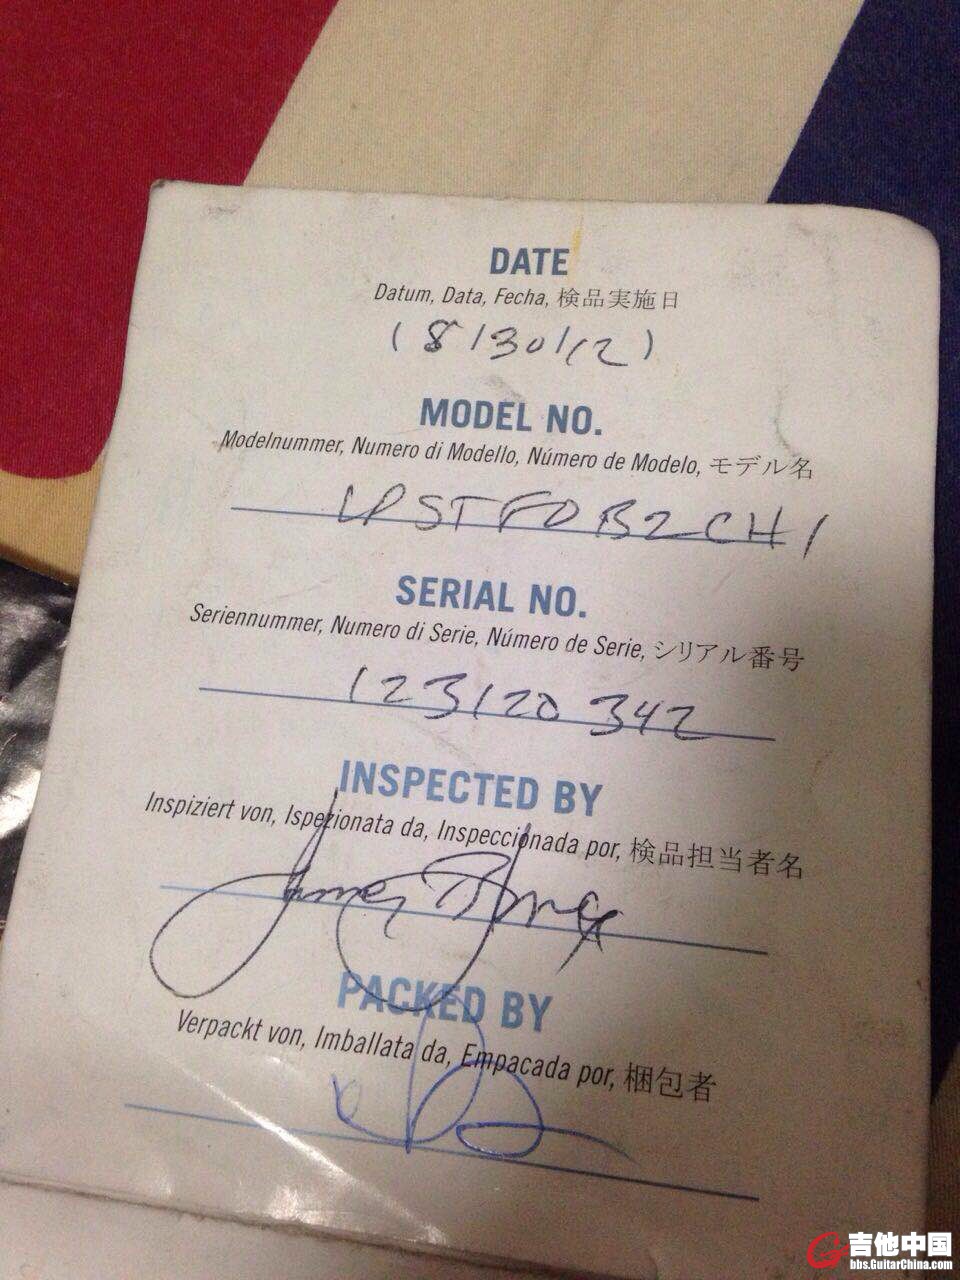 DATE
Datum, Data, Fecha, 検品実施日
(8/30/12)
MODEL NO.
Modelnummer, Numero di Modello, Número de Modelo, モデル名
LPSTFDB2CH1
SERIAL NO.
Seriennummer, Numero di Serie, Número de Serie, シリアル番号
123120342
INSPECTED BY
Inspiziert von, Ispezionata da, Inspeccionada por, 検品担当者名
PACKED BY
Verpackt von, Imballata da, Empacada por, 梱包者
吉他中国
bbs.GuitarChina.com